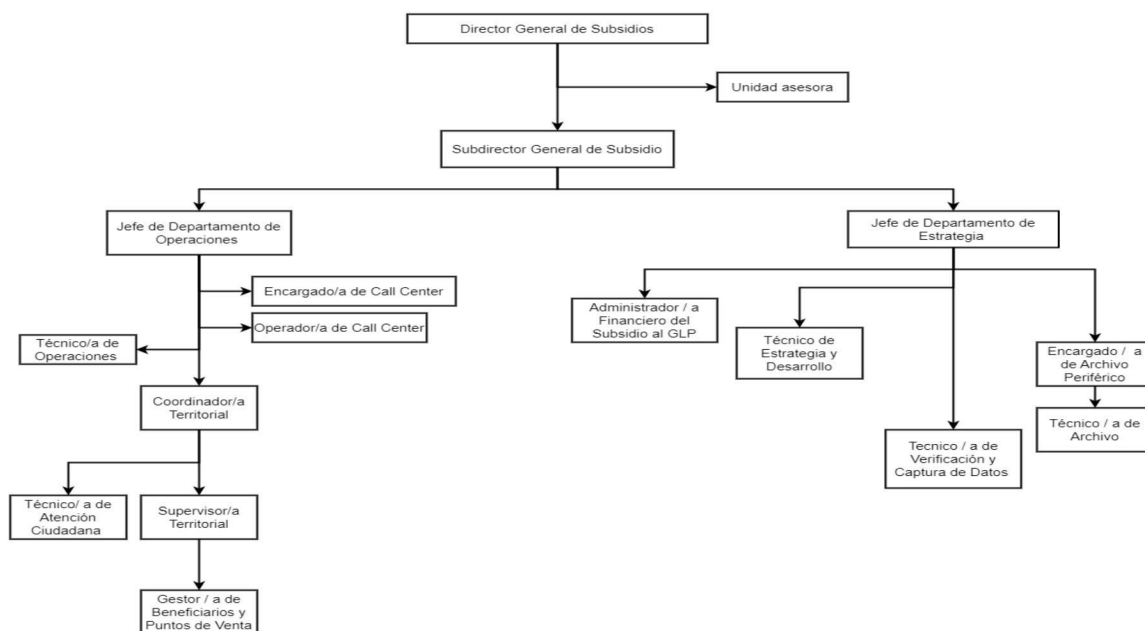 Director General de Subsidios
Unidad asesora
Subdirector General de Subsidio
Jefe de Departamento de
Operaciones
Jefe de Departamento de
Estrategia
Encargado/a de Call Center
Operador/a de Call Center
Técnico/a de
Operaciones
Coordinador/a
Territorial
Técnico/ a de
Atención
Ciudadana
Supervisor/a
Territorial
Gestor / a de
Beneficiarios y
Puntos de Venta
Administrador / a
Financiero del
Subsidio al GLP
Técnico de
Estrategia y
Desarrollo
Tecnico / a de
Verificación y
Captura de Datos
Encargado / a
de Archivo
Periférico
Técnico / a de
Archivo